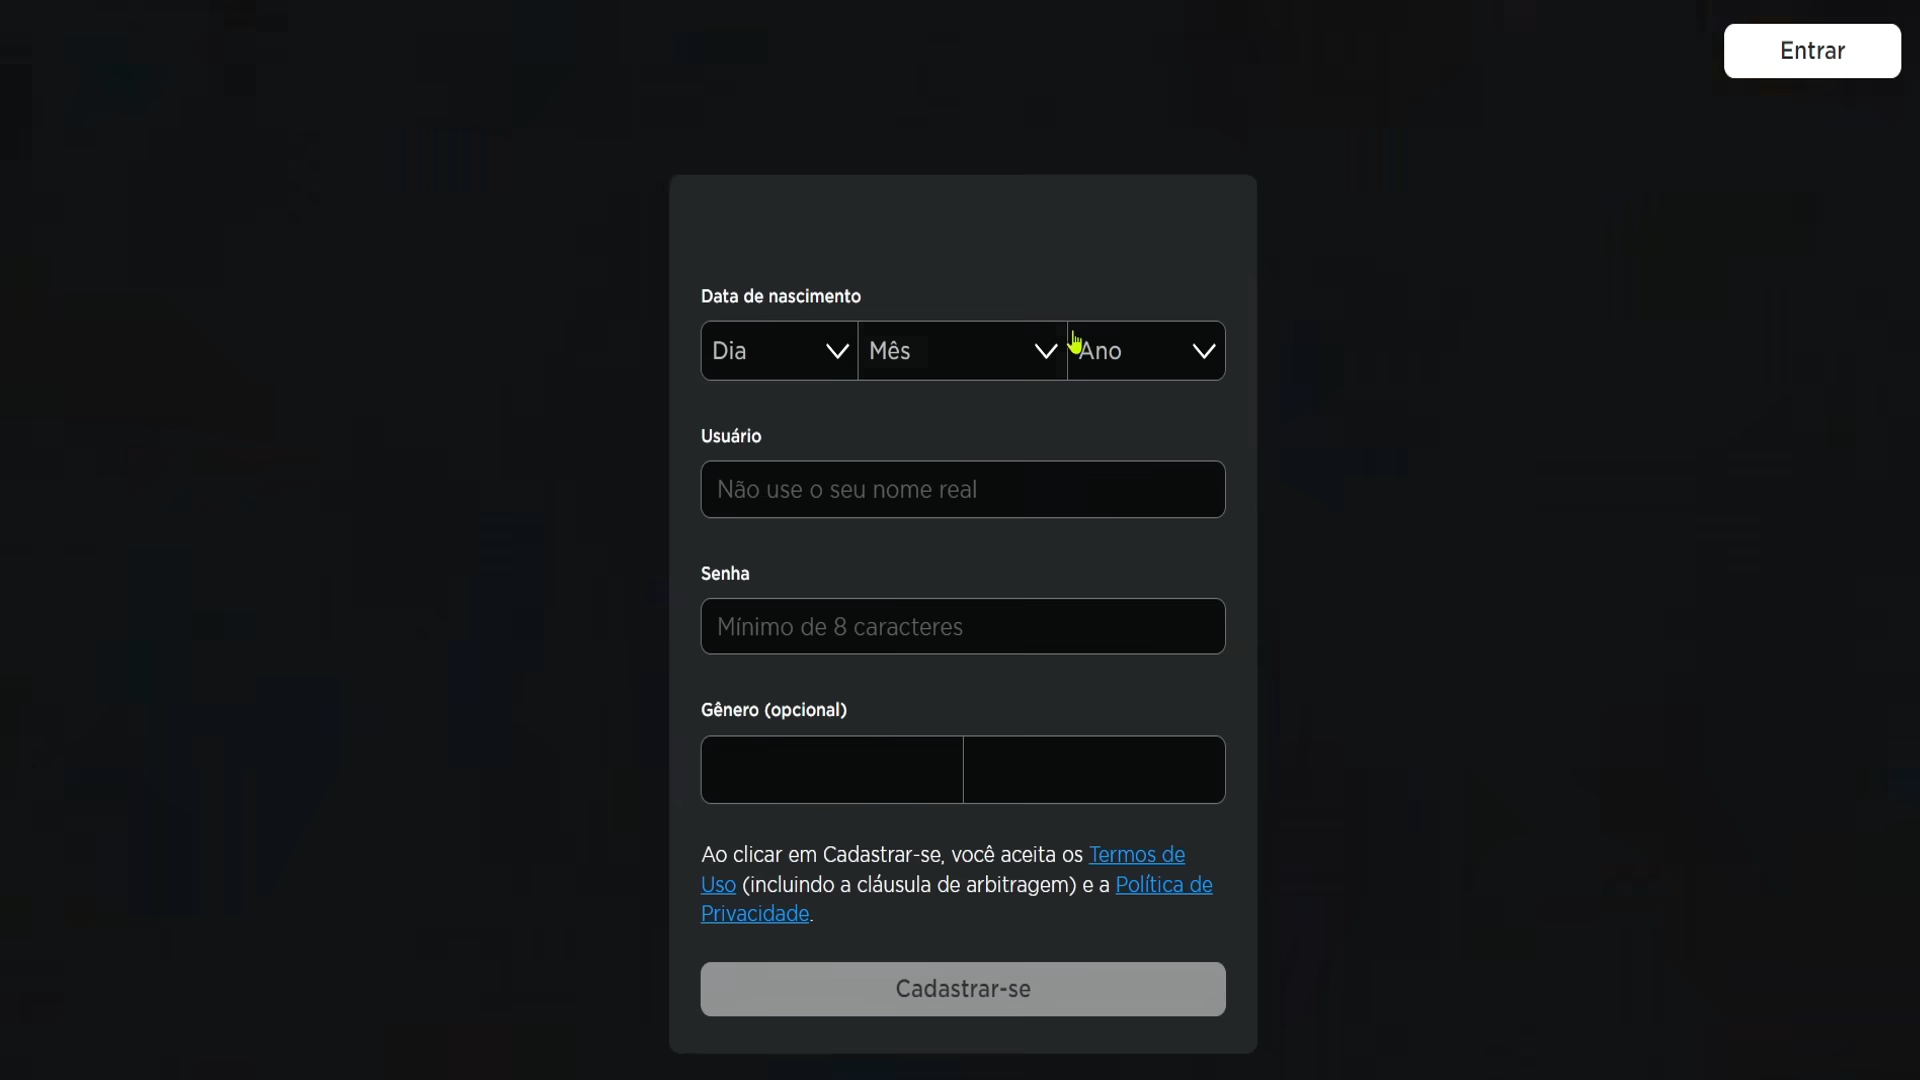 Entrar
Data de nascimento
Dia Mês Ano
Usuário
Não use o seu nome real
Senha
Mínimo de 8 caracteres
Gênero (opcional)
Ao clicar em Cadastrar-se, você aceita os Termos de
Uso (incluindo a cláusula de arbitragem) e a Política de
Privacidade.
Cadastrar-se